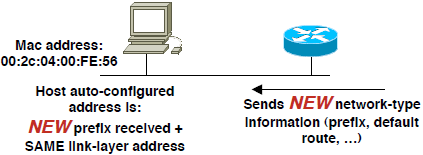 Mac address:
00:2c:04:00:FE:56
Host auto-configured
address is:
NEW prefix received +
SAME link-layer address
Sends NEW network-type
information (prefix, default
route, …)